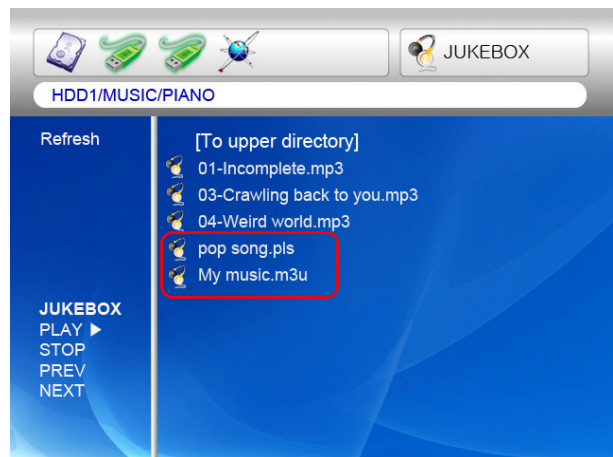 JUKEBOX
HDD1/MUSIC/PIANO
Refresh
[To upper directory]
01-Incomplete.mp3
03-Crawling back to you.mp3
04-Weird world.mp3
pop song.pls
My music.m3u
JUKEBOX
PLAY ▶
STOP
PREV
NEXT